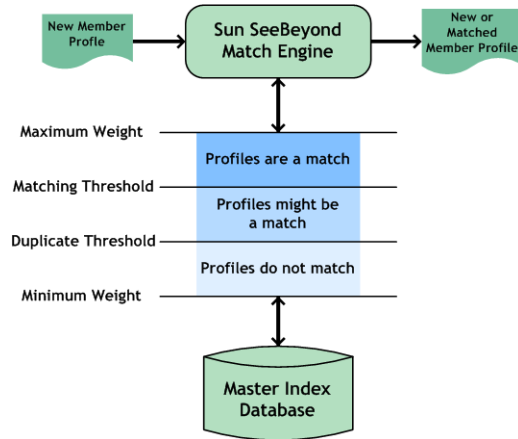 New Member
Profle
Sun SeeBeyond
Match Engine
New or
Matched
Member Profile
Maximum Weight
Profiles are a match
Matching Threshold
Profiles might be
a match
Duplicate Threshold
Profiles do not match
Minimum Weight
Master Index
Database